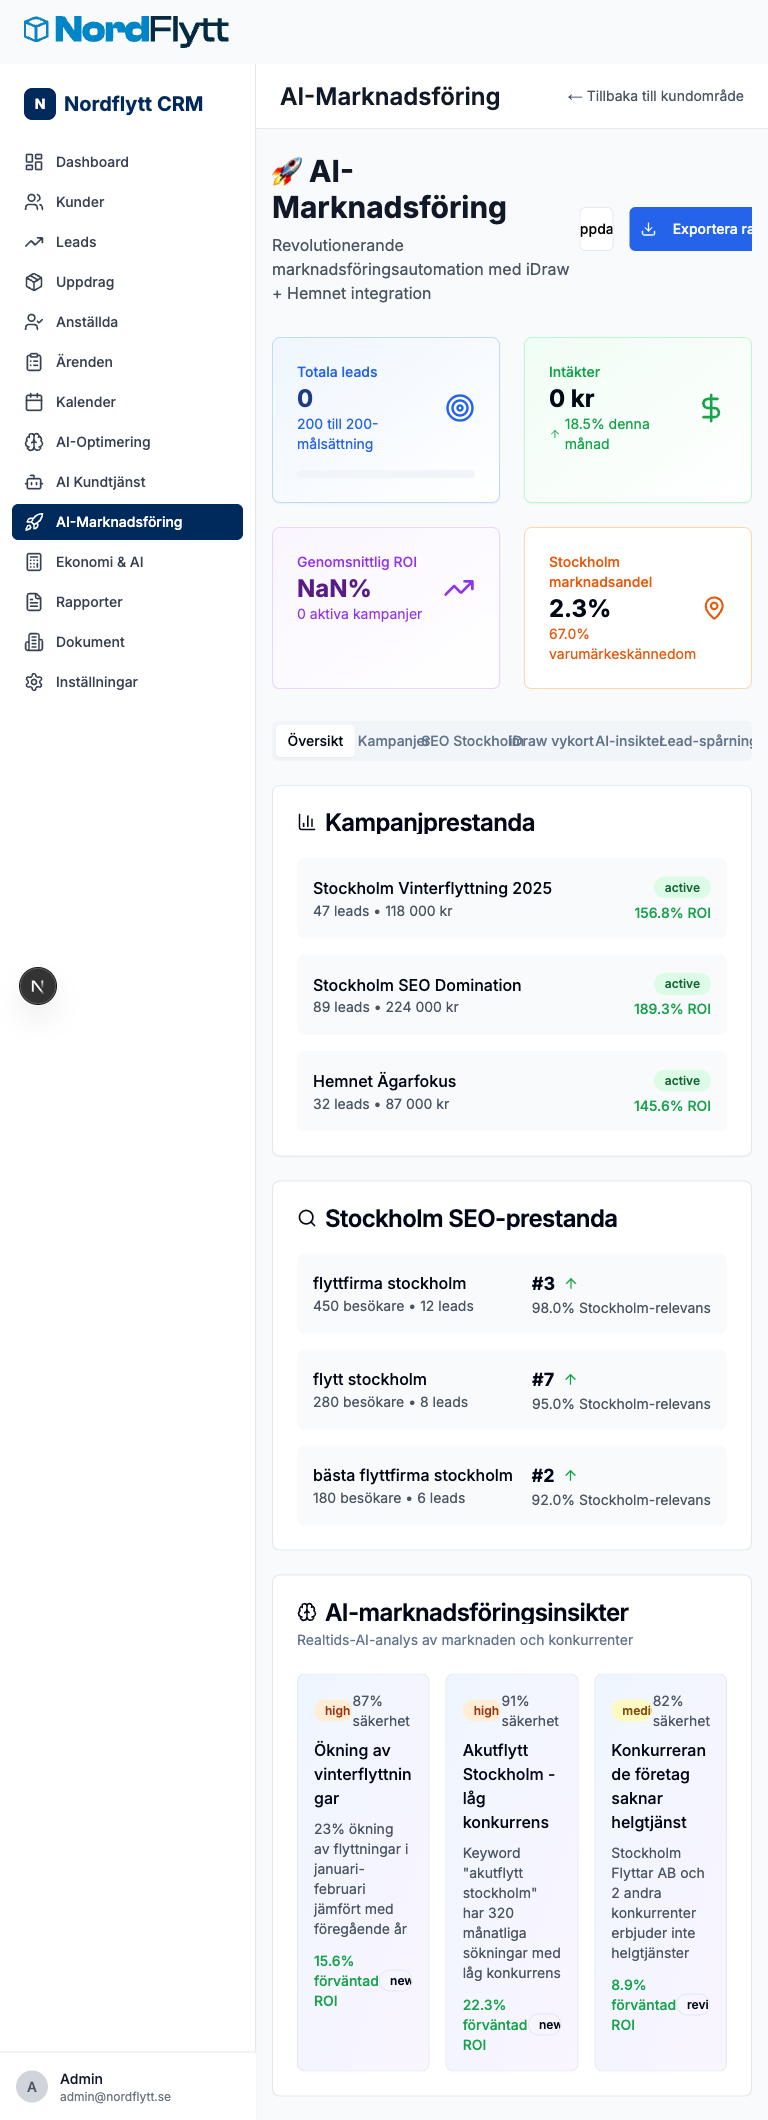 NordFlytt
N Nordflytt CRM
Dashboard
Kunder
Leads
Uppdrag
Anställda
Ärenden
Kalender
AI-Optimering
AI Kundtjänst
AI-Marknadsföring
Ekonomi & AI
Rapporter
Dokument
Inställningar
N
A
Admin
admin@nordflytt.se
AI-Marknadsföring
← Tillbaka till kundområde
🚀 AI-
Marknadsföring
Revolutionerande
marknadsföringsautomation med iDraw
+ Hemnet integration
ppda
Exportera ra
Totala leads
0
200 till 200-
målsättning
Intäkter
0 kr
↑ 18.5% denna
månad
Genomsnittlig ROI
NaN%
0 aktiva kampanjer
Stockholm
marknadsandel
2.3%
67.0%
varumärkeskännedom
Översikt Kampanjer SEO Stockholm iDraw vykort AI-insikter Lead-spårning
Kampanjprestanda
Stockholm Vinterflyttning 2025
active
47 leads • 118 000 kr
156.8% ROI
Stockholm SEO Domination
active
89 leads • 224 000 kr
189.3% ROI
Hemnet Ägarfokus
active
32 leads • 87 000 kr
145.6% ROI
Stockholm SEO-prestanda
flyttfirma stockholm
#3 ↑
450 besökare • 12 leads
98.0% Stockholm-relevans
flytt stockholm
#7 ↑
280 besökare • 8 leads
95.0% Stockholm-relevans
bästa flyttfirma stockholm
#2 ↑
180 besökare • 6 leads
92.0% Stockholm-relevans
AI-marknadsföringsinsikter
Realtids-AI-analys av marknaden och konkurrenter
high
87%
säkerhet
Ökning av
vinterflyttnin
gar
23% ökning
av flyttningar i
januari-
februari
jämfört med
föregående år
15.6%
förväntad
ROI
new
high
91%
säkerhet
Akutflytt
Stockholm -
låg
konkurrens
Keyword
"akutflytt
stockholm"
har 320
månatliga
sökningar med
låg konkurrens
22.3%
förväntad
ROI
new
medi
82%
säkerhet
Konkurreran
de företag
saknar
helgtjänst
Stockholm
Flyttar AB och
2 andra
konkurrenter
erbjuder inte
helgtjänster
8.9%
förväntad
ROI
revi